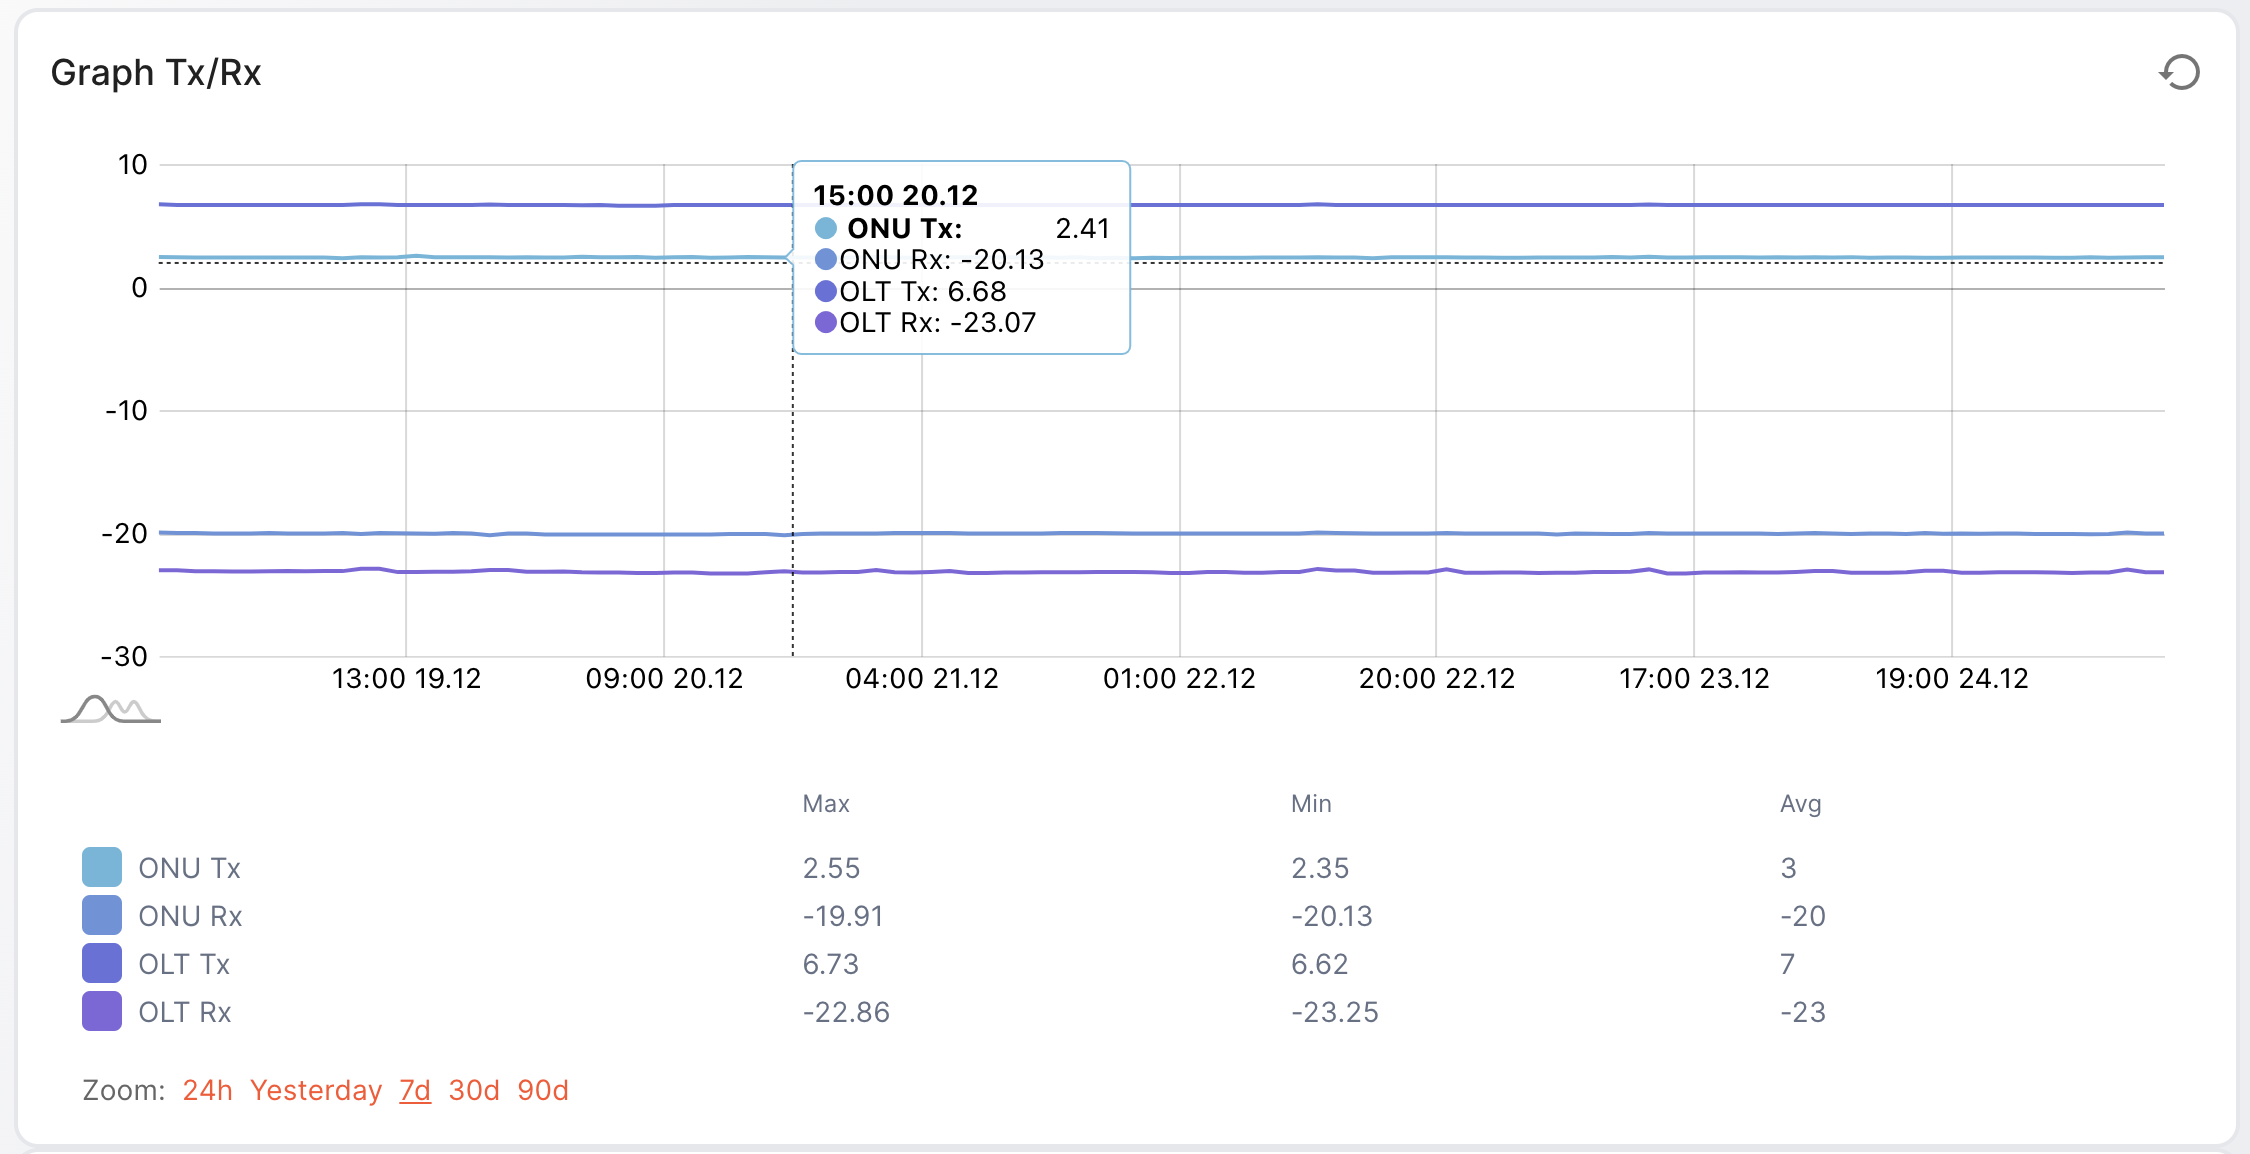 Graph Tx/Rx
10
0
-10
-20
-30
15:00 20.12
ONU Tx: 2.41
ONU Rx: -20.13
OLT Tx: 6.68
OLT Rx: -23.07
13:00 19.12 09:00 20.12 04:00 21.12 01:00 22.12 20:00 22.12 17:00 23.12 19:00 24.12
Max Min Avg
ONU Tx 2.55 2.35 3
ONU Rx -19.91 -20.13 -20
OLT Tx 6.73 6.62 7
OLT Rx -22.86 -23.25 -23
Zoom: 24h Yesterday 7d 30d 90d